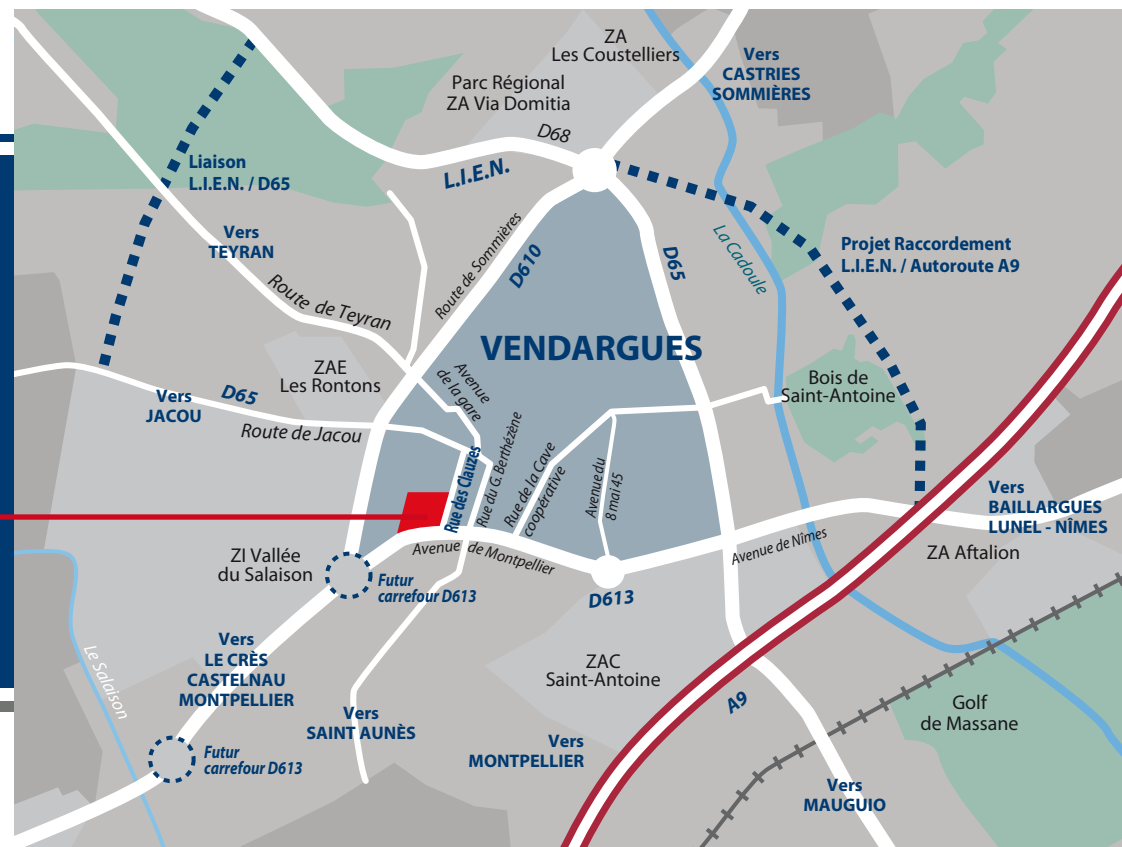 ZA
Les Coustelliers
Vers
CASTRIES
SOMMIÈRES
Parc Régional
ZA Via Domitia
D68
L.I.E.N.
Liaison
L.I.E.N. / D65
Vers
TEYRAN
Route de Sommières
D610
D65
La Cadoule
Projet Raccordement
L.I.E.N. / Autoroute A9
Route de Teyran
VENDARGUES
ZAE
Les Rontons
Avenue
de la gare
Bois de
Saint-Antoine
Vers
JACOU
D65
Route de Jacou
Rue des Clauzes
Rue du G. Berthézène
Rue de la Cave
coopérative
Avenue du
8 mai 45
Vers
BAILLARGUES
LUNEL - NÎMES
ZI Vallée
du Salaison
Avenue de Montpellier
Avenue de Nîmes
ZA Aftalion
Futur
carrefour D613
D613
Le Salaison
Vers
LE CRÈS
CASTELNAU
MONTPELLIER
ZAC
Saint-Antoine
Vers
SAINT AUNÈS
A9
Golf
de Massane
Vers
MONTPELLIER
Futur
carrefour D613
Vers
MAUGUIO